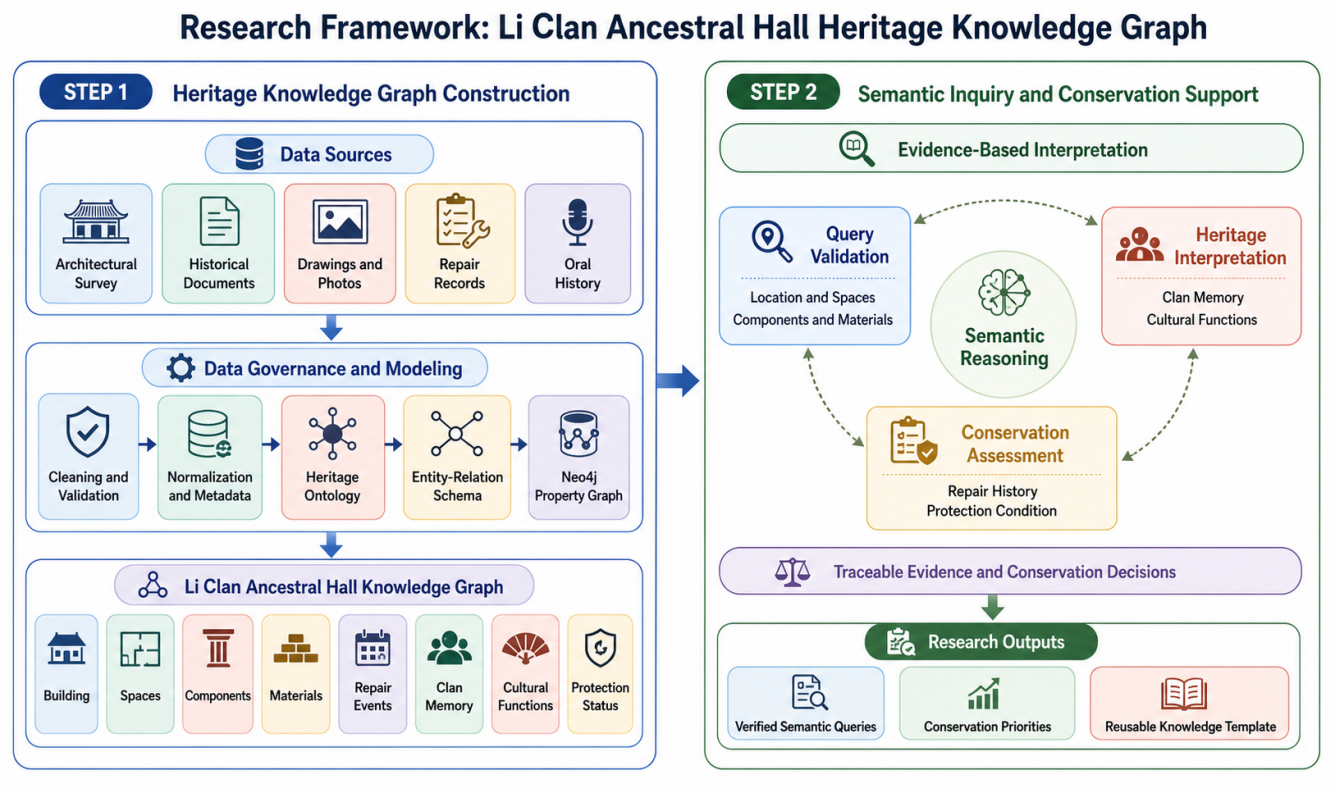 Research Framework: Li Clan Ancestral Hall Heritage Knowledge Graph
STEP 1
Heritage Knowledge Graph Construction
Data Sources
Architectural
Survey
Historical
Documents
Drawings and
Photos
Repair
Records
Oral
History
Data Governance and Modeling
Cleaning and
Validation
Normalization
and Metadata
Heritage
Ontology
Entity-Relation
Schema
Neo4j
Property Graph
Li Clan Ancestral Hall Knowledge Graph
Building
Spaces
Components
Materials
Repair
Events
Clan
Memory
Cultural
Functions
Protection
Status
STEP 2
Semantic Inquiry and Conservation Support
Evidence-Based Interpretation
Query
Validation
Location and Spaces
Components and Materials
Heritage
Interpretation
Clan Memory
Cultural Functions
Semantic
Reasoning
Conservation
Assessment
Repair History
Protection Condition
Traceable Evidence and Conservation Decisions
Research Outputs
Verified Semantic Queries
Conservation Priorities
Reusable Knowledge Template